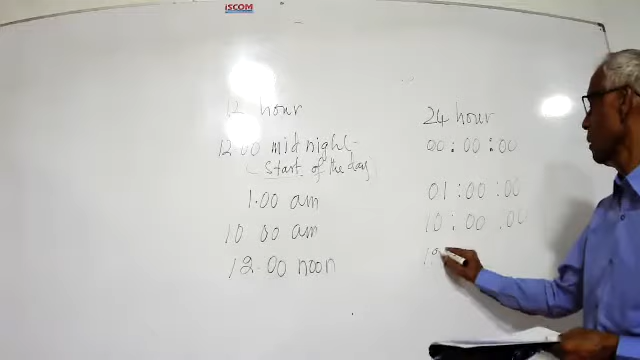 iSCOM
12 hour 24 hour
12.00 midnight 00 : 00 : 00
(Start of the day)
1.00 am 01 : 00 : 00
10 00 am 10 : 00 : 00
12.00 noon